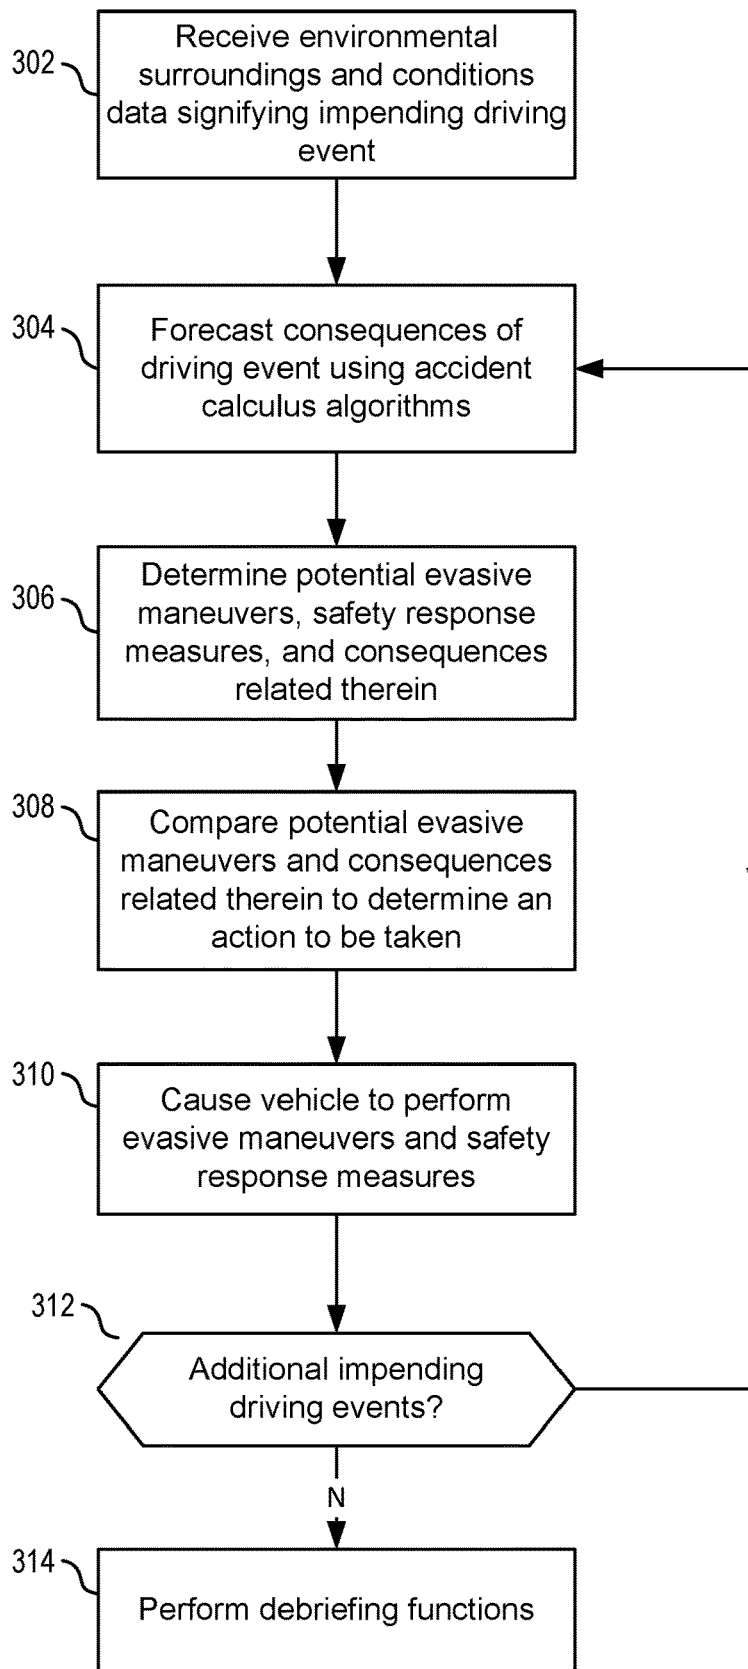 302
Receive environmental
surroundings and conditions
data signifying impending driving
event
304
Forecast consequences of
driving event using accident
calculus algorithms
306
Determine potential evasive
maneuvers, safety response
measures, and consequences
related therein
308
Compare potential evasive
maneuvers and consequences
related therein to determine an
action to be taken
310
Cause vehicle to perform
evasive maneuvers and safety
response measures
312
Additional impending
driving events?
N
314
Perform debriefing functions